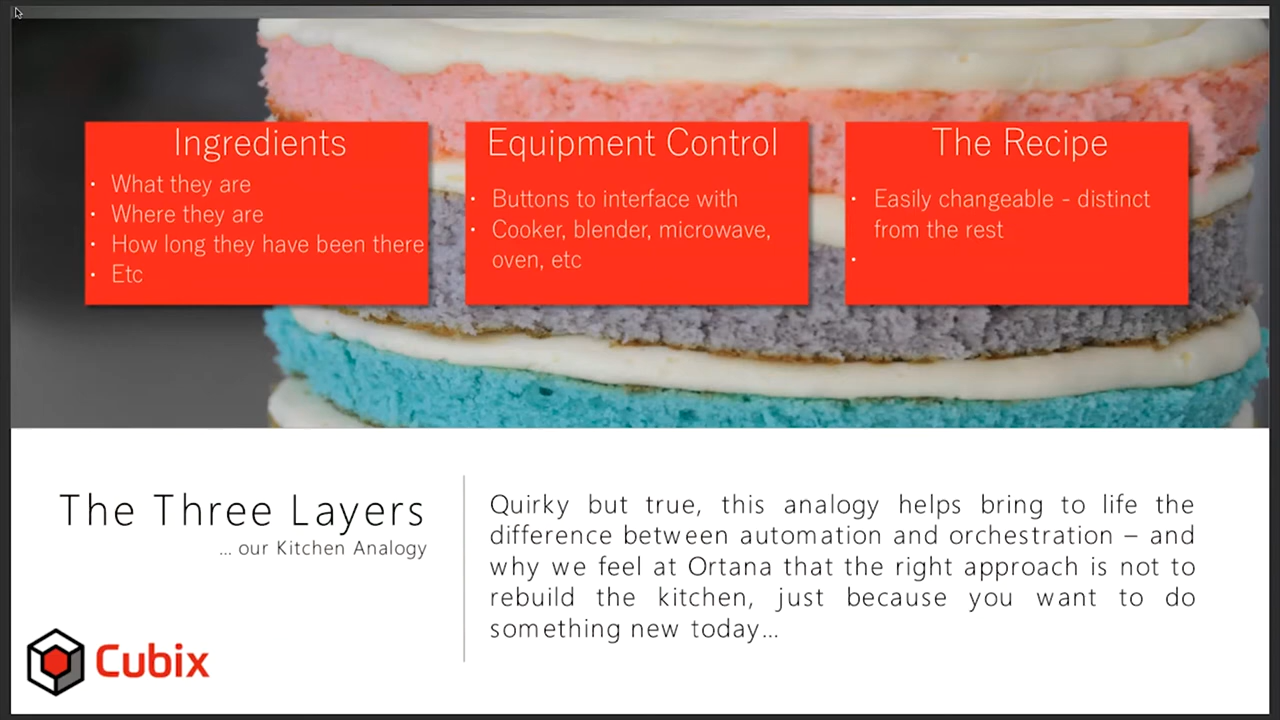 Ingredients
• What they are
• Where they are
• How long they have been there
• Etc
Equipment Control
• Buttons to interface with
• Cooker, blender, microwave,
oven, etc
The Recipe
• Easily changeable - distinct
from the rest
•
The Three Layers
... our Kitchen Analogy
Quirky but true, this analogy helps bring to life the
difference between automation and orchestration – and
why we feel at Ortana that the right approach is not to
rebuild the kitchen, just because you want to do
something new today...
Cubix